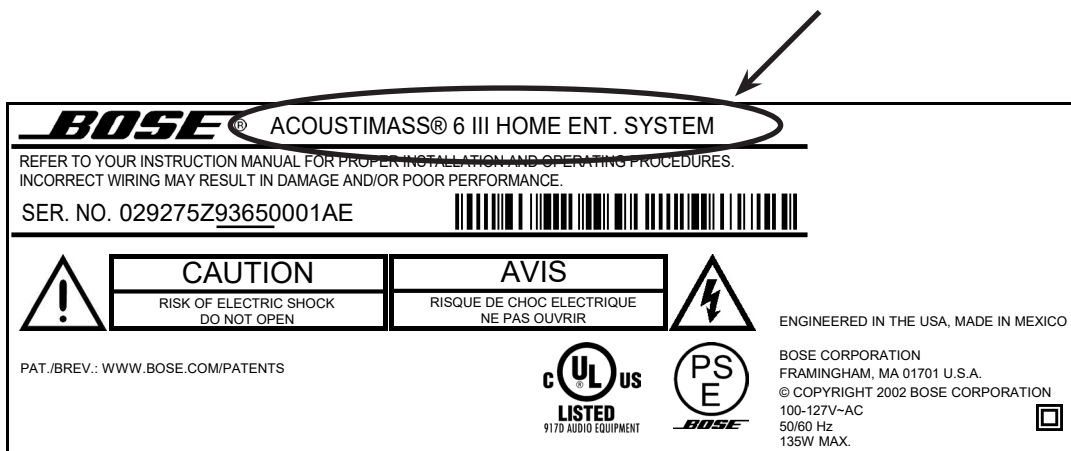 BOSE® ACOUSTIMASS® 6 III HOME ENT. SYSTEM
REFER TO YOUR INSTRUCTION MANUAL FOR PROPER INSTALLATION AND OPERATING PROCEDURES.
INCORRECT WIRING MAY RESULT IN DAMAGE AND/OR POOR PERFORMANCE.
SER. NO. 029275Z93650001AE
CAUTION
RISK OF ELECTRIC SHOCK
DO NOT OPEN
AVIS
RISQUE DE CHOC ELECTRIQUE
NE PAS OUVRIR
ENGINEERED IN THE USA, MADE IN MEXICO
PAT./BREV.: WWW.BOSE.COM/PATENTS
C UL® US
LISTED
917D AUDIO EQUIPMENT
PS
E
BOSE
BOSE CORPORATION
FRAMINGHAM, MA 01701 U.S.A.
© COPYRIGHT 2002 BOSE CORPORATION
100-127V~AC
50/60 Hz
135W MAX.